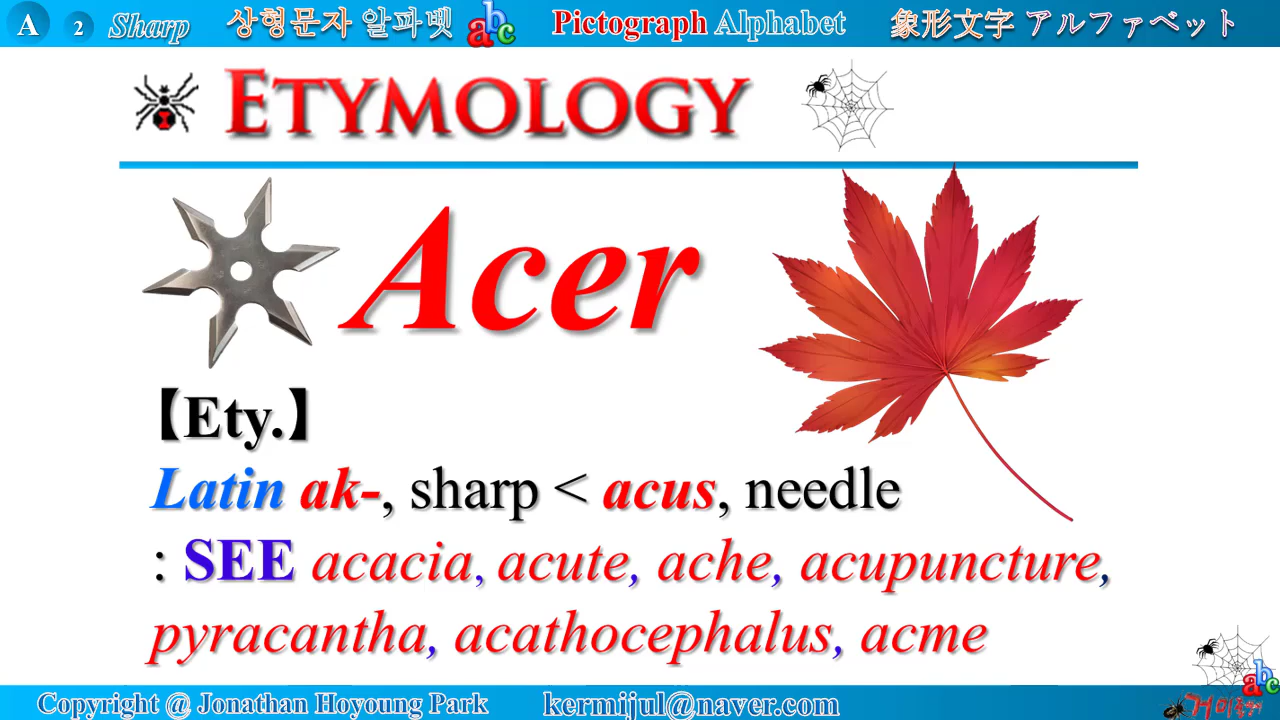 A 2 Sharp 상형문자 알파벳 abc Pictograph Alphabet 象形文字 アルファベット
ETYMOLOGY
Acer
【Ety.】
Latin ak-, sharp < acus, needle
: SEE acacia, acute, ache, acupuncture,
pyracantha, acathocephalus, acme
abc
Copyright @ Jonathan Hoyoung Park kermijul@naver.com